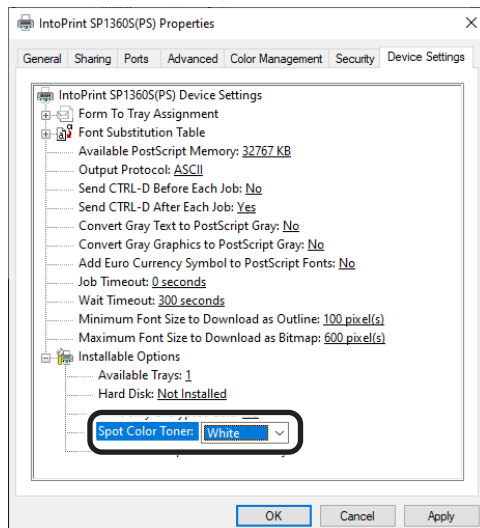 IntoPrint SP1360S(PS) Properties
General Sharing Ports Advanced Color Management Security Device Settings
IntoPrint SP1360S(PS) Device Settings
Form To Tray Assignment
Font Substitution Table
Available PostScript Memory: 32767 KB
Output Protocol: ASCII
Send CTRL-D Before Each Job: No
Send CTRL-D After Each Job: Yes
Convert Gray Text to PostScript Gray: No
Convert Gray Graphics to PostScript Gray: No
Add Euro Currency Symbol to PostScript Fonts: No
Job Timeout: 0 seconds
Wait Timeout: 300 seconds
Minimum Font Size to Download as Outline: 100 pixel(s)
Maximum Font Size to Download as Bitmap: 600 pixel(s)
Installable Options
Available Trays: 1
Hard Disk: Not Installed
Spot Color Toner: White
OK Cancel Apply